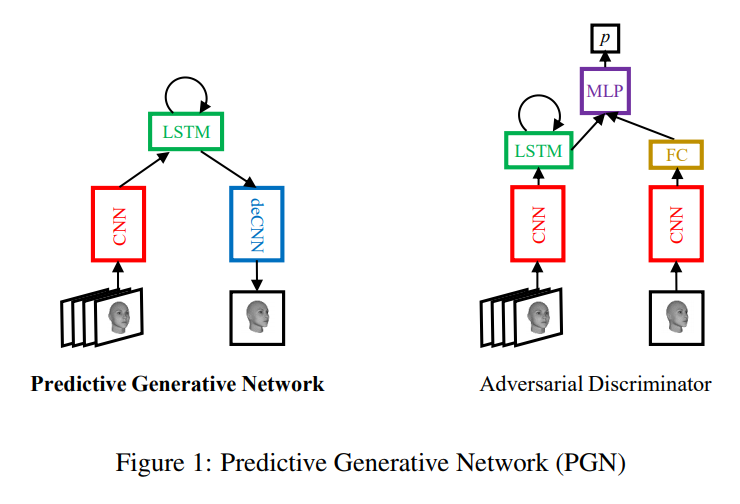 p
MLP
LSTM
LSTM
FC
CNN
deCNN
CNN
CNN
Predictive Generative Network
Adversarial Discriminator
Figure 1: Predictive Generative Network (PGN)